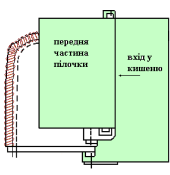 передня
частина
пілочки
вхід у
кишеню